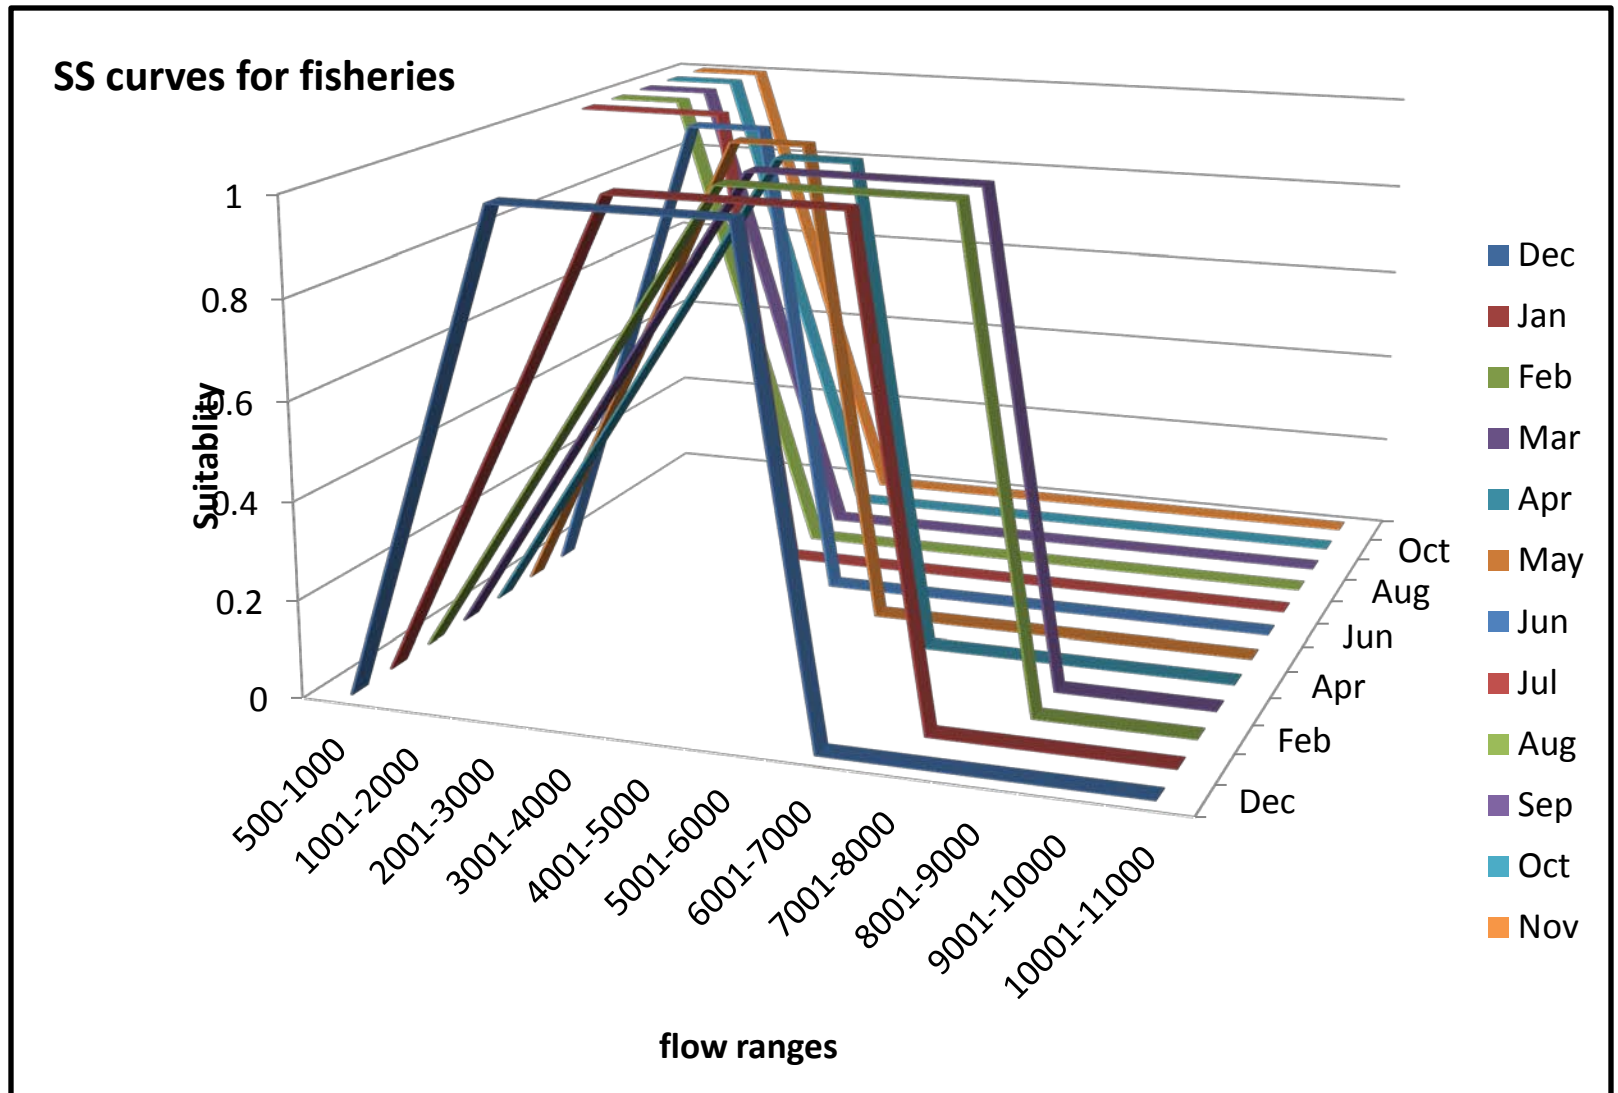 SS curves for fisheries
1
0.8
0.6
0.4
0.2
0
Suitablity
500-1000
1001-2000
2001-3000
3001-4000
4001-5000
5001-6000
6001-7000
7001-8000
8001-9000
9001-10000
10001-11000
flow ranges
Oct
Aug
Jun
Apr
Feb
Dec
Dec
Jan
Feb
Mar
Apr
May
Jun
Jul
Aug
Sep
Oct
Nov